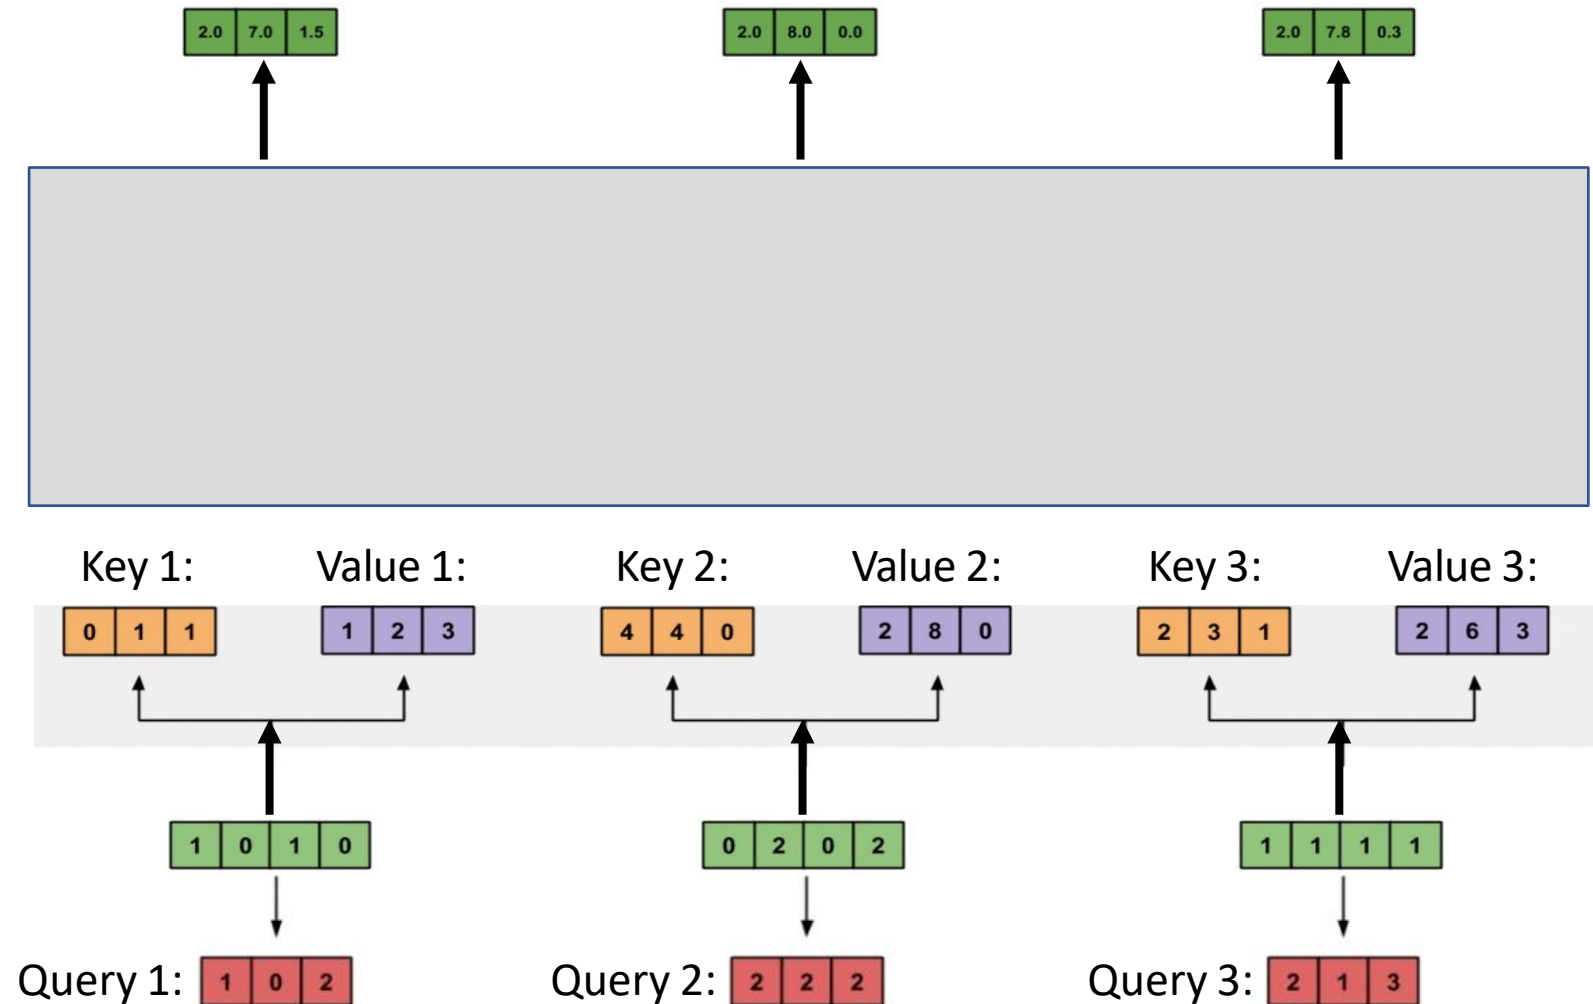 2.0 7.0 1.5 2.0 8.0 0.0 2.0 7.8 0.3
Key 1: Value 1: Key 2: Value 2: Key 3: Value 3:
0 1 1 1 2 3 4 4 0 2 8 0 2 3 1 2 6 3
1 0 1 0 0 2 0 2 1 1 1 1
Query 1: 1 0 2 Query 2: 2 2 2 Query 3: 2 1 3